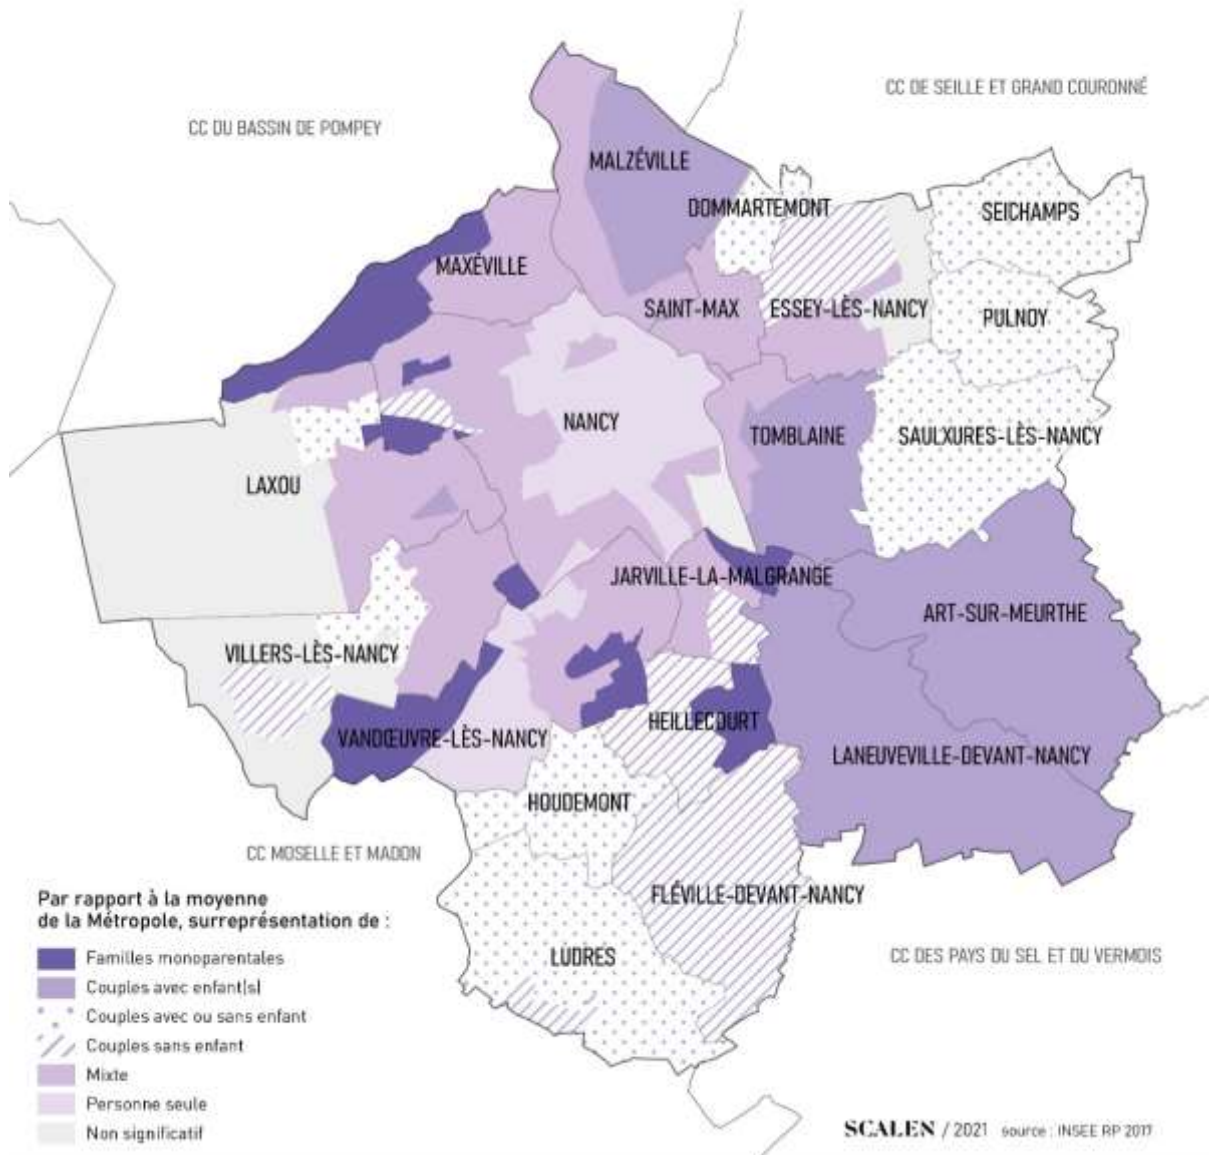 CC DE SEILLE ET GRAND COURONNÉ
CC DU BASSIN DE POMPEY
MALZÉVILLE
DOMMARTEMONT
SEICHAMPS
MAXÉVILLE
SAINT-MAX
ESSEY-LÈS-NANCY
PULNOY
NANCY
TOMBLAINE
SAULXURES-LÈS-NANCY
LAXOU
JARVILLE-LA-MALGRANGE
ART-SUR-MEURTHE
VILLERS-LÈS-NANCY
HEILLECOURT
VANDŒUVRE-LÈS-NANCY
LANEUVEVILLE-DEVANT-NANCY
HOUDEMONT
CC MOSELLE ET MADON
FLÉVILLE-DEVANT-NANCY
LUDRES
CC DES PAYS DU SEL ET DU VERMOIS
Par rapport à la moyenne
de la Métropole, surreprésentation de :
Familles monoparentales
Couples avec enfant(s)
Couples avec ou sans enfant
Couples sans enfant
Mixte
Personne seule
Non significatif
SCALEN / 2021 source : INSEE RP 2017